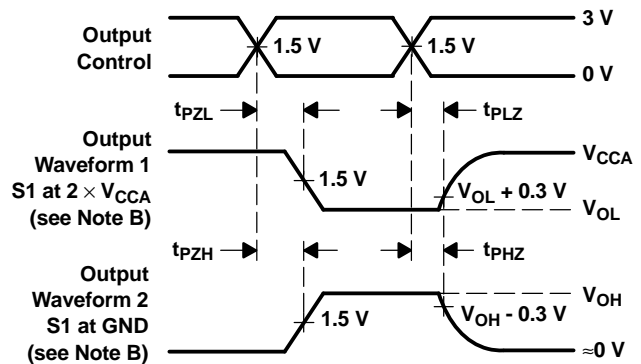 3 V
Output
Control
1.5 V
1.5 V
0 V
tPZL
tPLZ
Output
Waveform 1
S1 at 2 × VCCA
(see Note B)
VCCA
1.5 V
VOL + 0.3 V
VOL
tPZH
tPHZ
Output
Waveform 2
S1 at GND
(see Note B)
VOH
1.5 V
VOH - 0.3 V
≈0 V